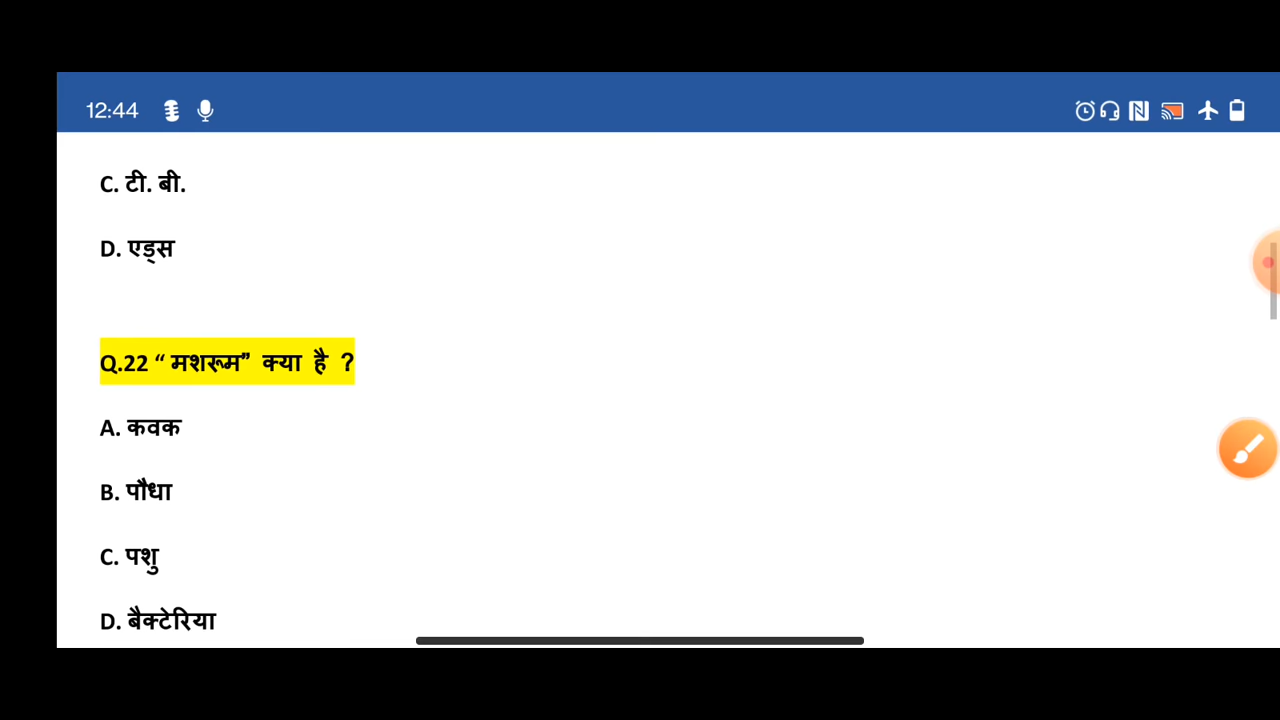 12:44
C. टी. बी.
D. एड्स
Q.22 “ मशरूम” क्या है ?
A. कवक
B. पौधा
C. पशु
D. बैक्टेरिया